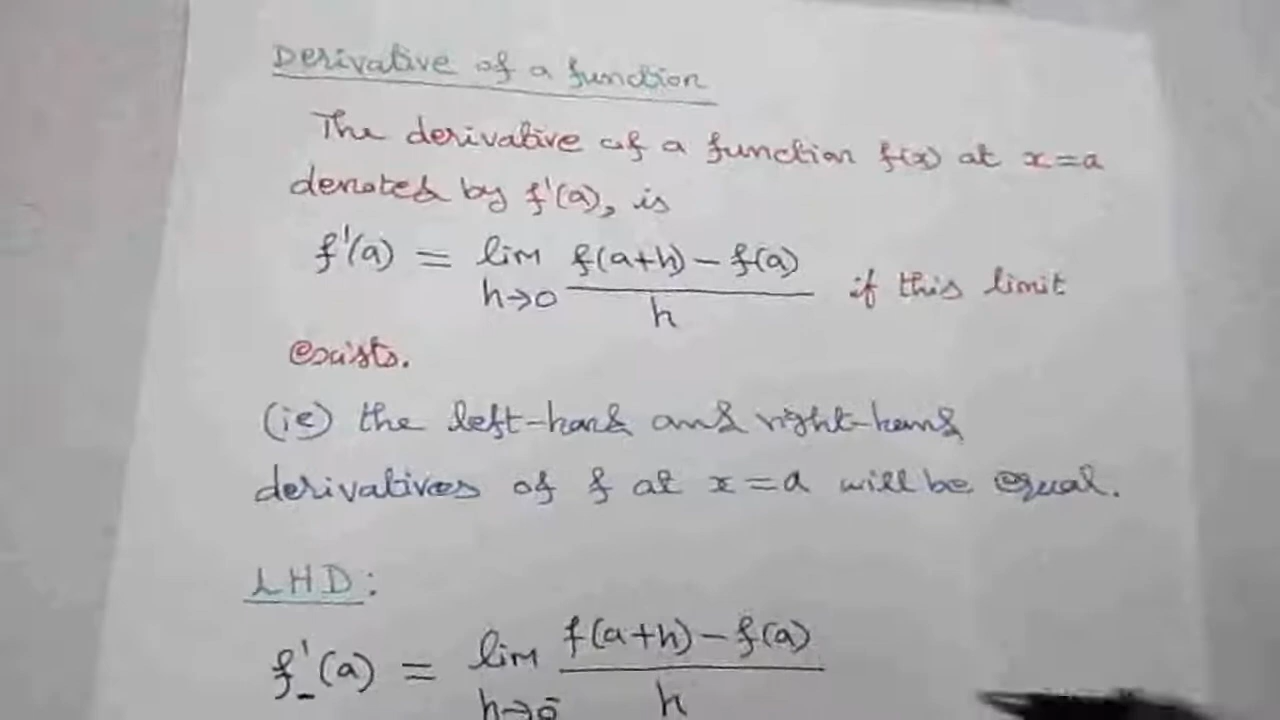 Derivative of a function
The derivative of a function f(x) at x=a
denoted by f'(a), is
f'(a) = lim h→0 f(a+h) - f(a) / h if this limit
exists.
(ie) the left-hand and right-hand
derivatives of f at x=a will be equal.
LHD:
f'₋(a) = lim h→0⁻ f(a+h) - f(a) / h